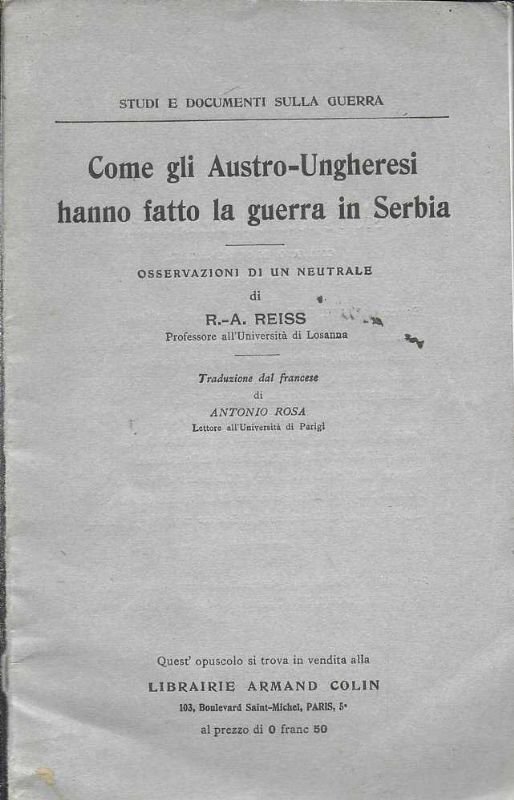 STUDI E DOCUMENTI SULLA GUERRA
Come gli Austro-Ungheresi
hanno fatto la guerra in Serbia
OSSERVAZIONI DI UN NEUTRALE
di
R.-A. REISS
Professore all'Università di Losanna
Traduzione dal francese
di
ANTONIO ROSA
Lettore all'Università di Parigi
Quest' opuscolo si trova in vendita alla
LIBRAIRIE ARMAND COLIN
103, Boulevard Saint-Michel, PARIS, 5e
al prezzo di 0 franc 50